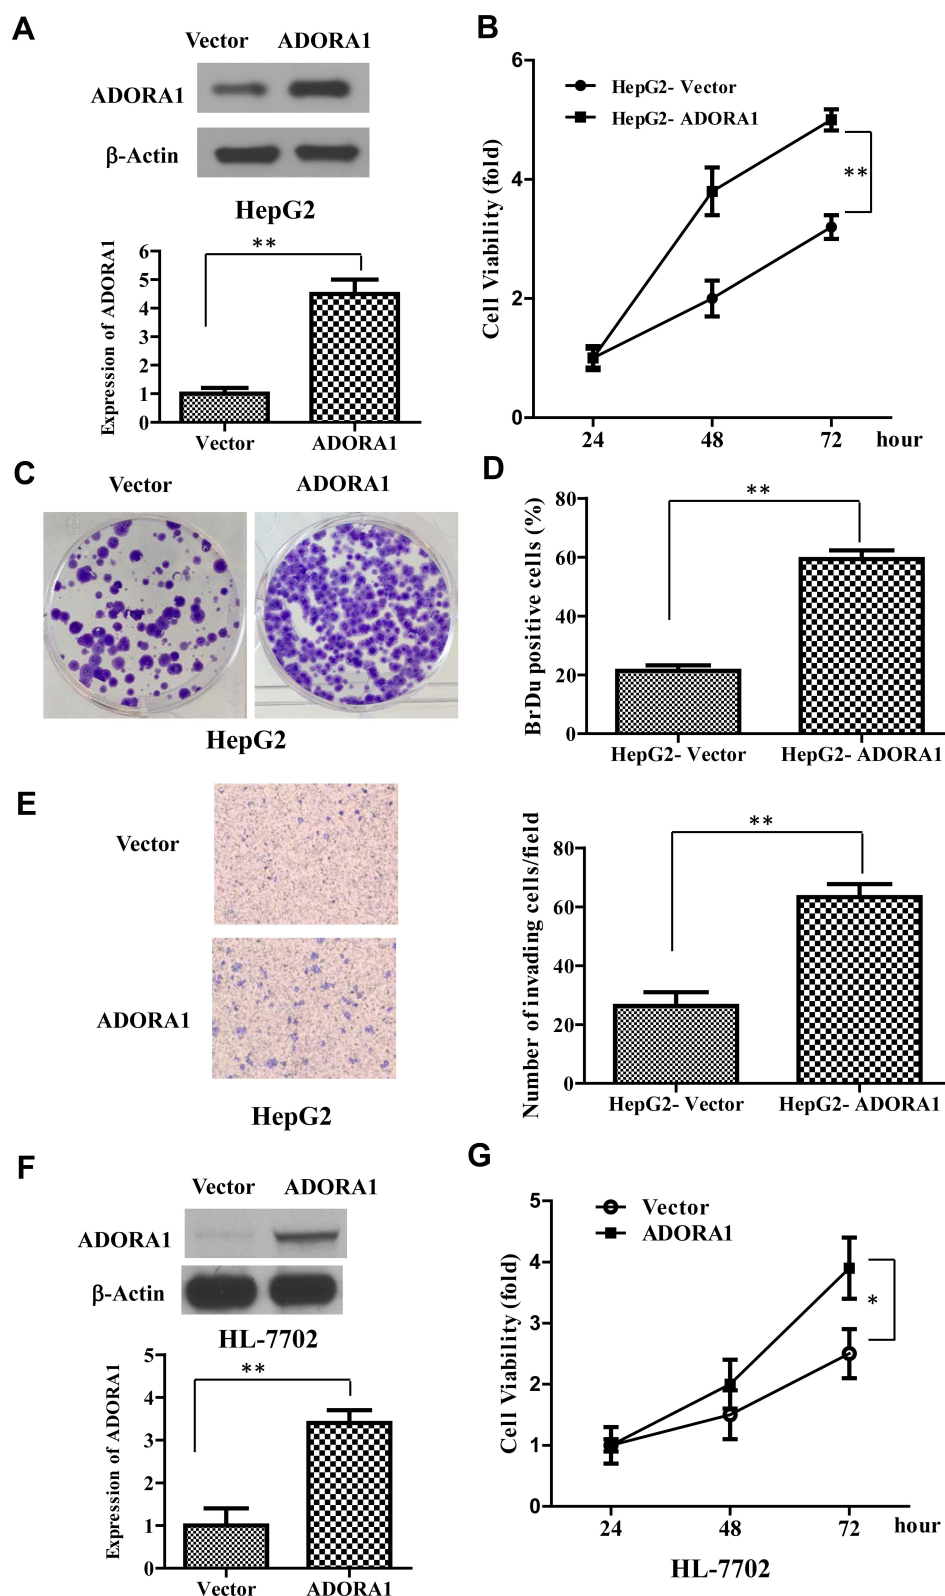 A
Vector ADORA1
ADORA1
β-Actin
HepG2
**
Expression of ADORA1
6
5
4
3
2
1
0
Vector ADORA1
B
HepG2- Vector
HepG2- ADORA1
**
Cell Viability (fold)
6
4
2
0
24 48 72 hour
C
Vector ADORA1
HepG2
D
**
BrDu positive cells (%)
80
60
40
20
0
HepG2- Vector HepG2- ADORA1
E
Vector
ADORA1
HepG2
**
Number of invading cells/field
80
60
40
20
0
HepG2- Vector HepG2- ADORA1
F
Vector ADORA1
ADORA1
β-Actin
HL-7702
**
Expression of ADORA1
5
4
3
2
1
0
Vector ADORA1
G
Vector
ADORA1
*
Cell Viability (fold)
5
4
3
2
1
0
24 48 72 hour
HL-7702